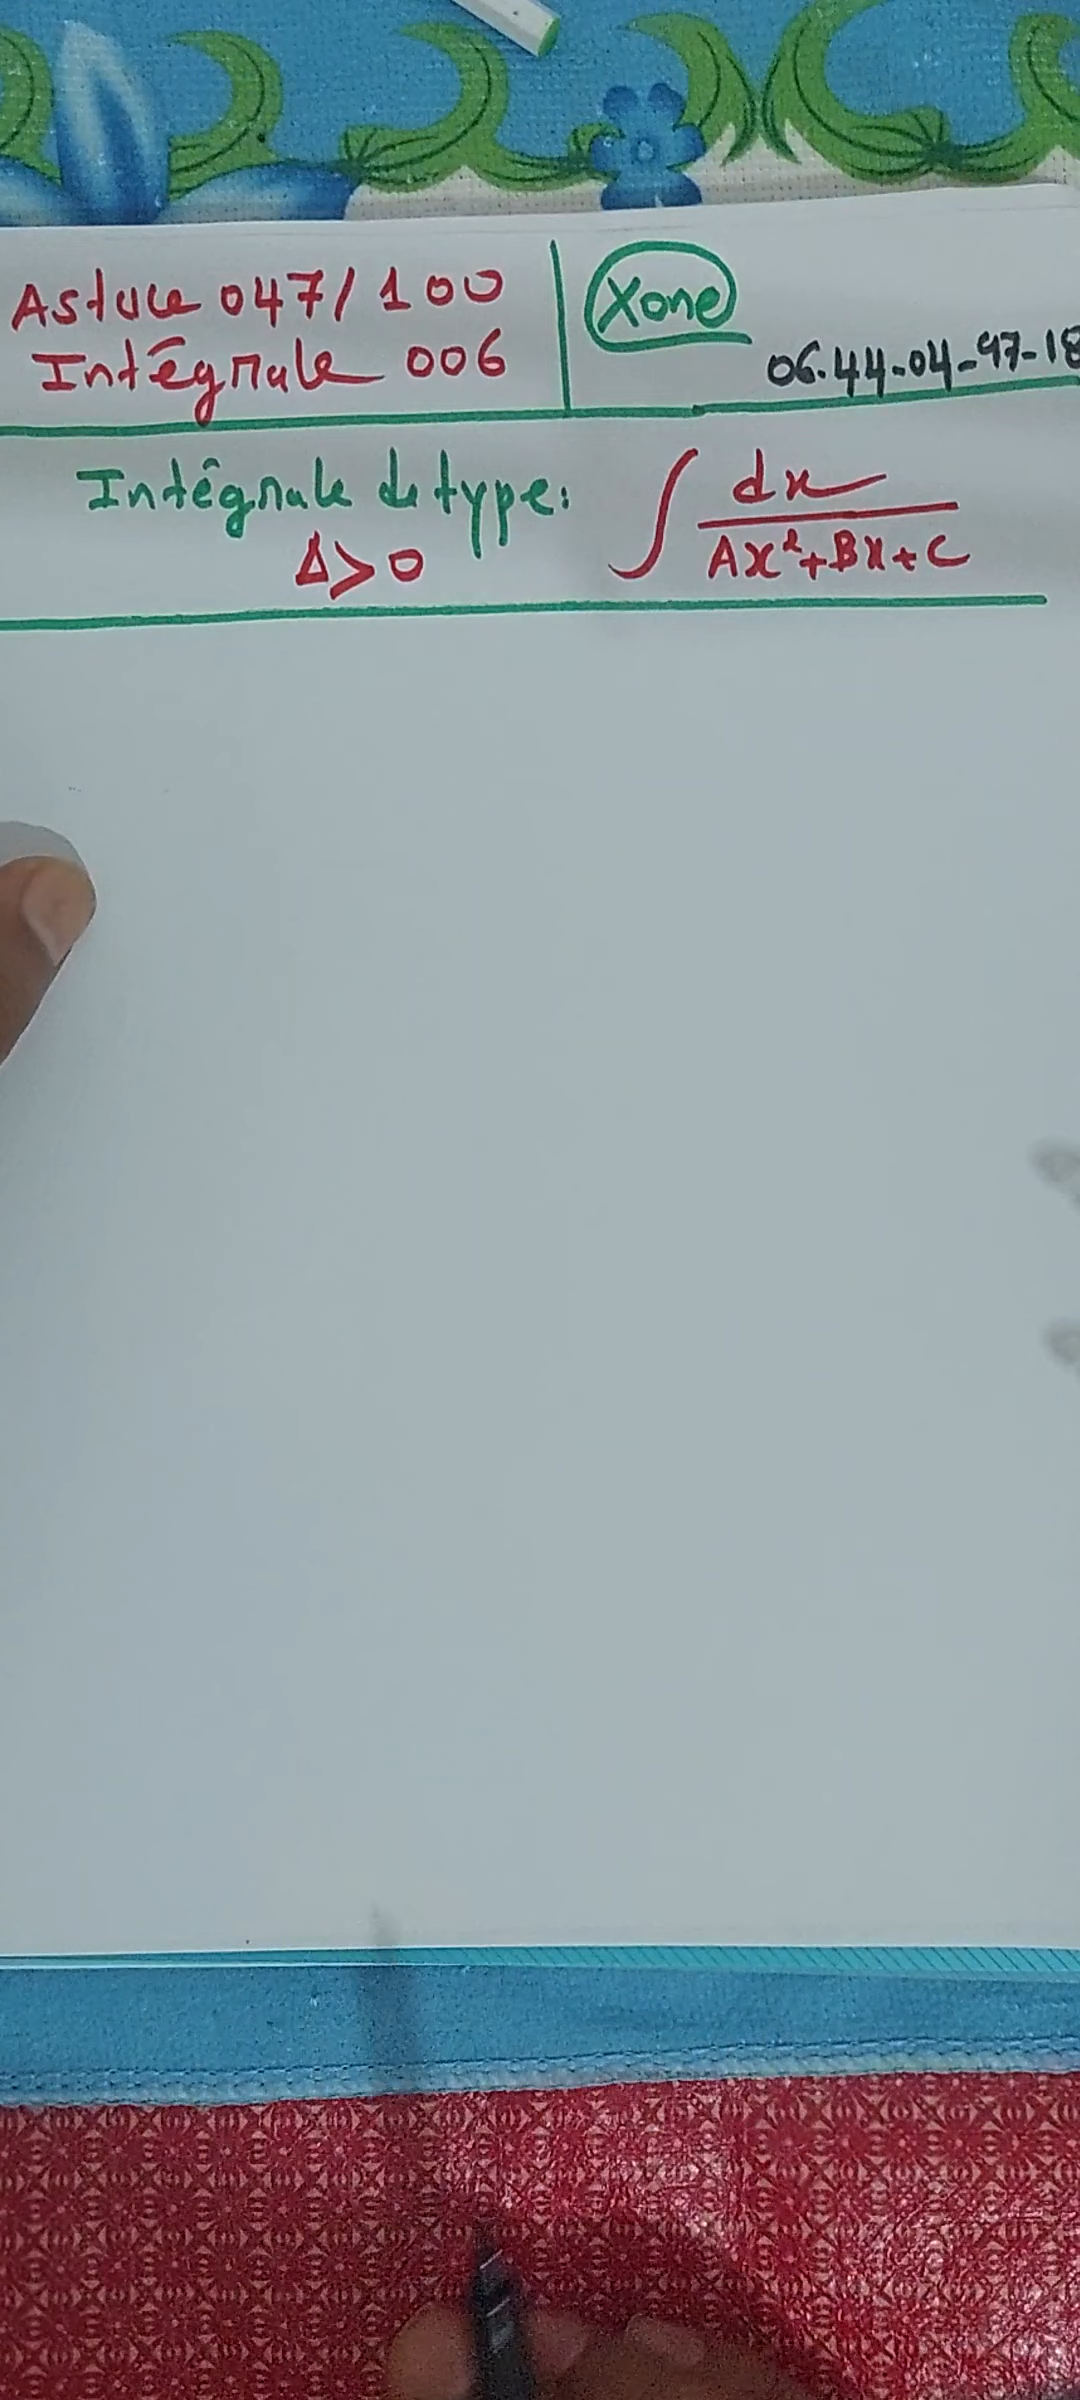 Astuce 047/100
Intégrale 006
Xone
06.44-04-97-18
Intégrale de type: ∫ dx / Ax²+Bx+C
Δ>0